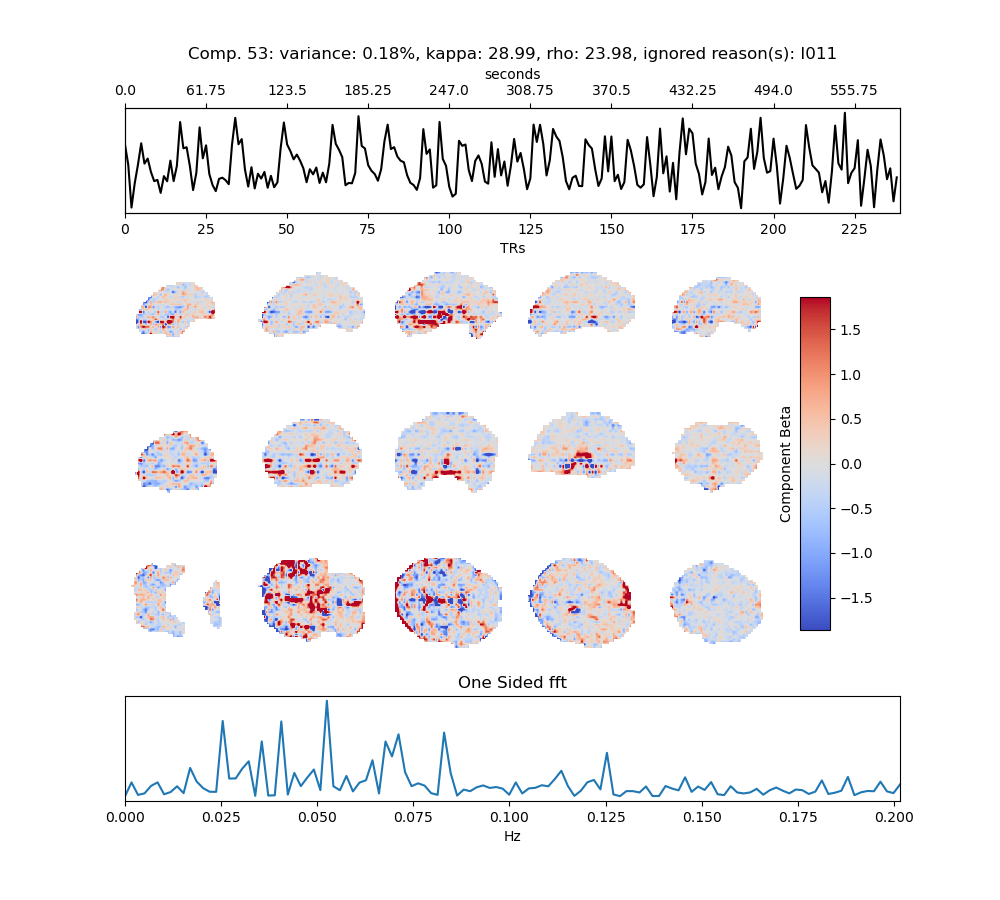 Comp. 53: variance: 0.18%, kappa: 28.99, rho: 23.98, ignored reason(s): I011
seconds
0.0 61.75 123.5 185.25 247.0 308.75 370.5 432.25 494.0 555.75
0 25 50 75 100 125 150 175 200 225
TRs
1.5
1.0
0.5
0.0
−0.5
−1.0
−1.5
Component Beta
One Sided fft
0.000 0.025 0.050 0.075 0.100 0.125 0.150 0.175 0.200
Hz